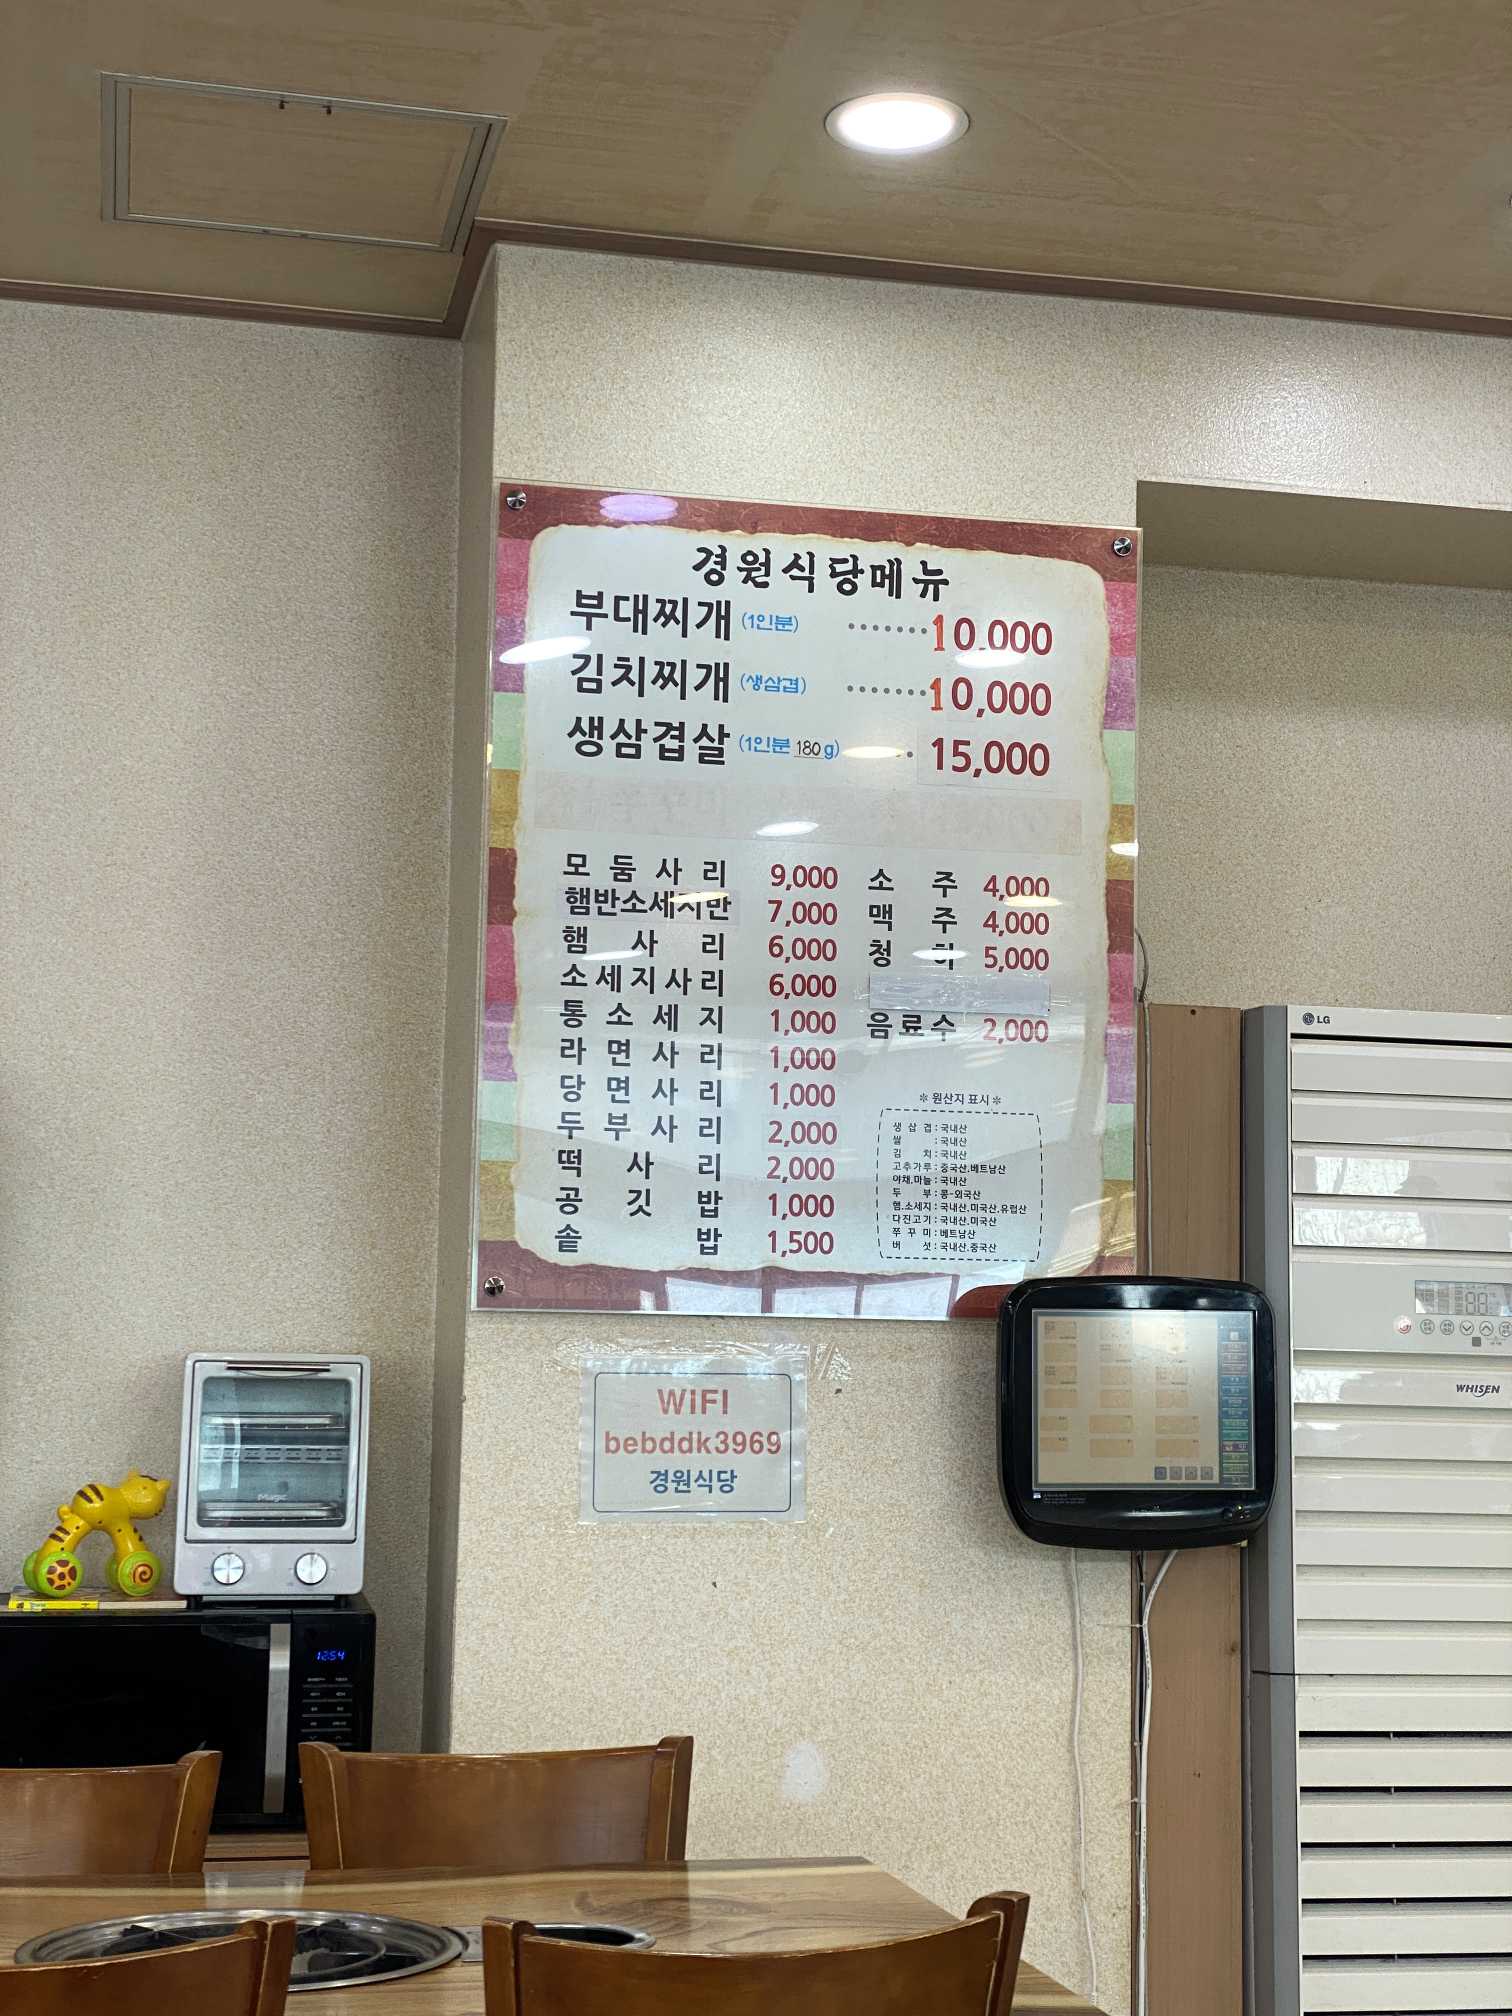 경원식당메뉴
부대찌개 (1인분) ·······10,000
김치찌개 (생삼겹) ·······10,000
생삼겹살 (1인분 180g) 15,000
모둠사리 9,000
햄반소세지반 7,000
햄사리 6,000
소세지사리 6,000
통소세지 1,000
라면사리 1,000
당면사리 1,000
두부사리 2,000
떡사리 2,000
공깃밥 1,000
솥밥 1,500
소주 4,000
맥주 4,000
청하 5,000
음료수 2,000
※ 원산지 표시 ※
생삼겹 : 국내산
쌀 : 국내산
김치 : 국내산
고추가루 : 중국산,베트남산
야채,마늘 : 국내산
두부 : 콩-외국산
햄,소세지 : 국내산,미국산,유럽산
다진고기 : 국내산,미국산
쭈꾸미 : 베트남산
버섯 : 국내산,중국산
WIFI
bebddk3969
경원식당
LG
WHISEN
Magic
12:54